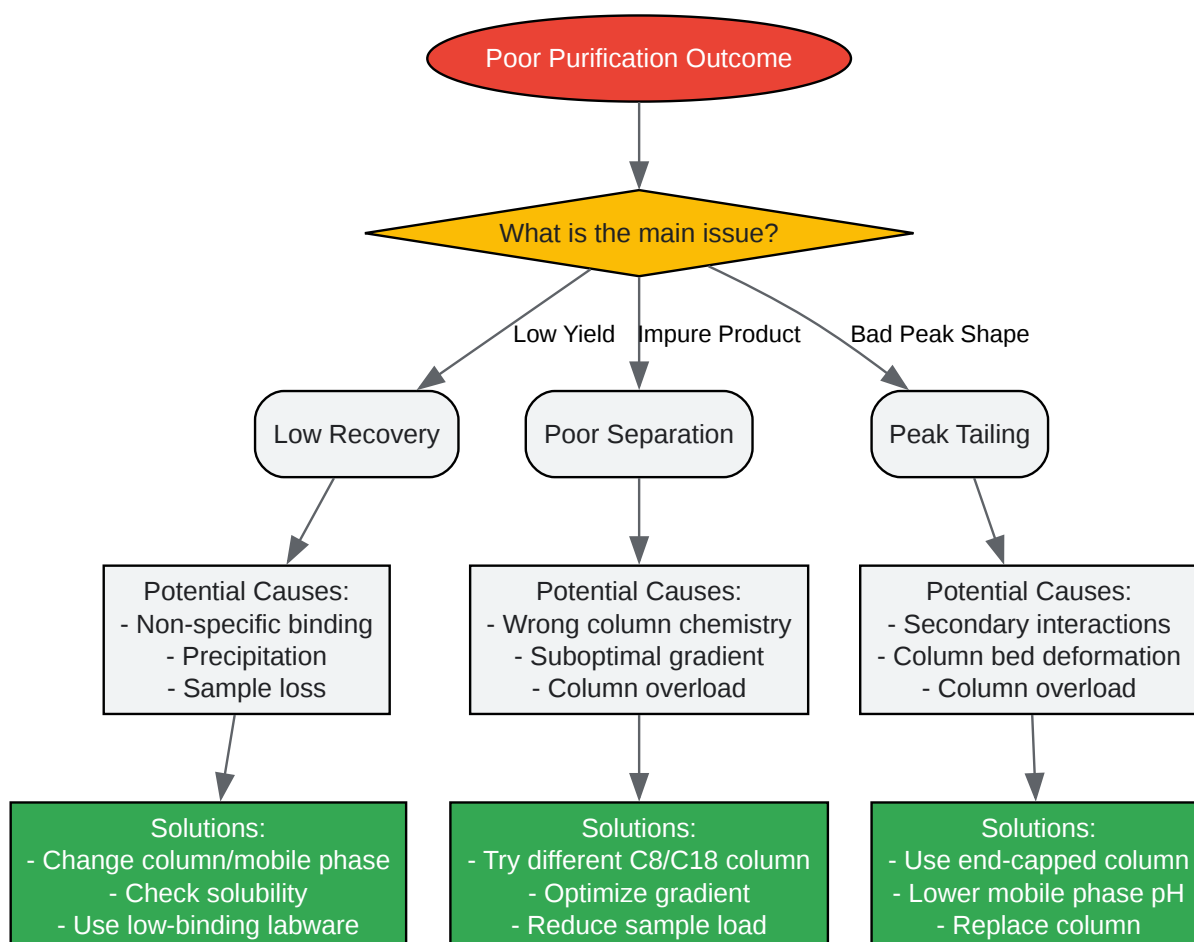 Poor Purification Outcome
What is the main issue?
Low Yield
Impure Product
Bad Peak Shape
Low Recovery
Poor Separation
Peak Tailing
Potential Causes:
- Non-specific binding
- Precipitation
- Sample loss
Potential Causes:
- Wrong column chemistry
- Suboptimal gradient
- Column overload
Potential Causes:
- Secondary interactions
- Column bed deformation
- Column overload
Solutions:
- Change column/mobile phase
- Check solubility
- Use low-binding labware
Solutions:
- Try different C8/C18 column
- Optimize gradient
- Reduce sample load
Solutions:
- Use end-capped column
- Lower mobile phase pH
- Replace column